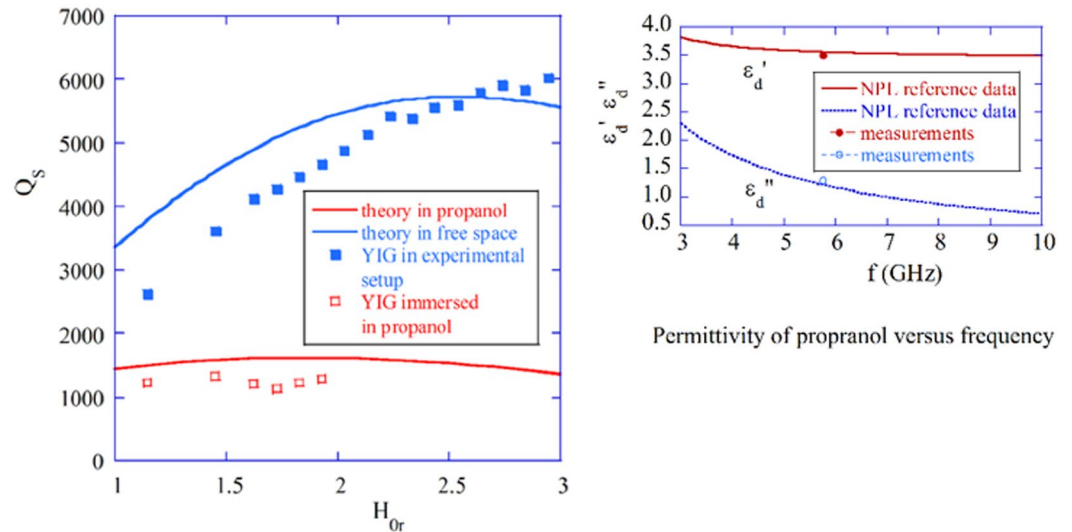 7000
6000
5000
4000
3000
2000
1000
0
Q_S
1
1.5
2
2.5
3
H_0r
theory in propanol
theory in free space
YIG in experimental
setup
YIG immersed
in propanol
4.0
3.5
3.0
2.5
2.0
1.5
1.0
0.5
ε_d' ε_d''
ε_d'
ε_d''
NPL reference data
NPL reference data
measurements
measurements
3
4
5
6
7
8
9
10
f (GHz)
Permittivity of propranol versus frequency